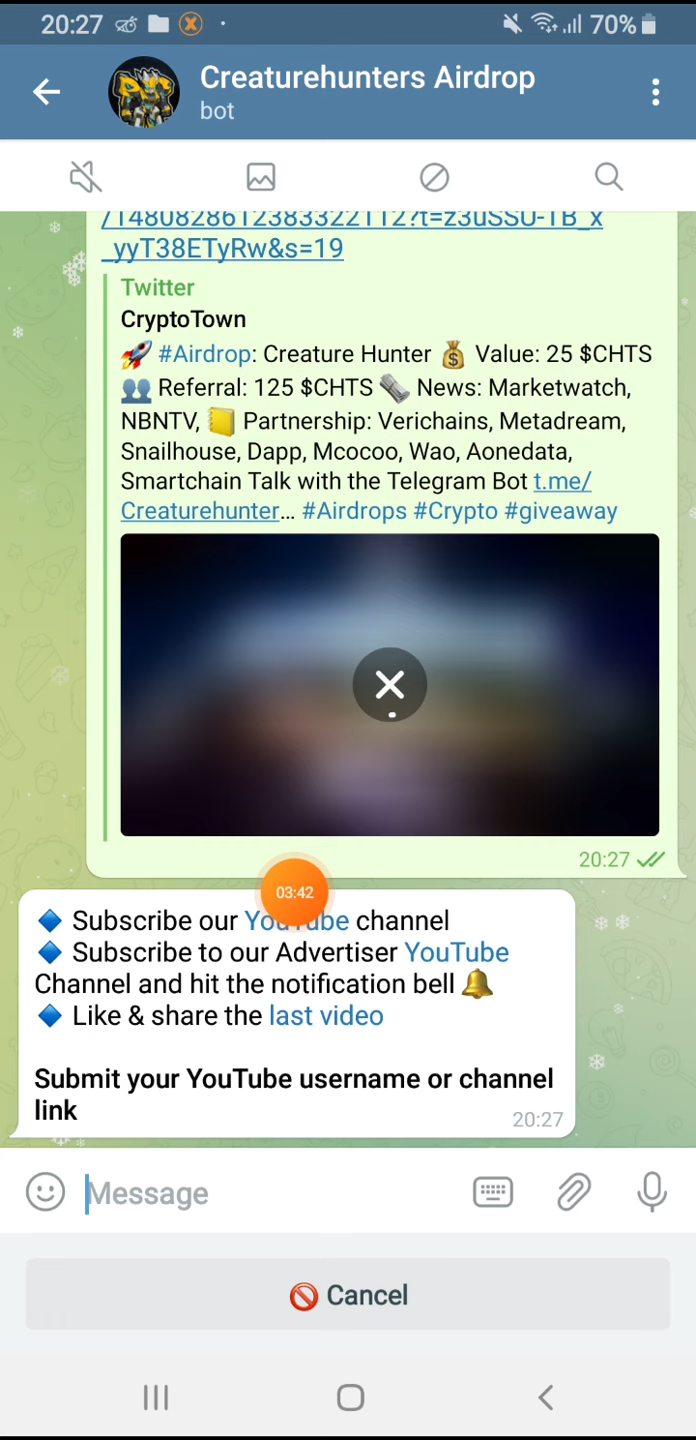 20:27
70%
Creaturehunters Airdrop
bot
/1480828612383322112?t=z3uSSU-TB_x
_yyT38ETyRw&s=19
Twitter
CryptoTown
🚀 #Airdrop: Creature Hunter 💰 Value: 25 $CHTS
👥 Referral: 125 $CHTS 🗞 News: Marketwatch,
NBNTV, 📒 Partnership: Verichains, Metadream,
Snailhouse, Dapp, Mcocoo, Wao, Aonedata,
Smartchain Talk with the Telegram Bot t.me/
Creaturehunter… #Airdrops #Crypto #giveaway
20:27
03:42
🔷 Subscribe our YouTube channel
🔷 Subscribe to our Advertiser YouTube
Channel and hit the notification bell 🔔
🔷 Like & share the last video
Submit your YouTube username or channel
link
20:27
Message
🚫 Cancel